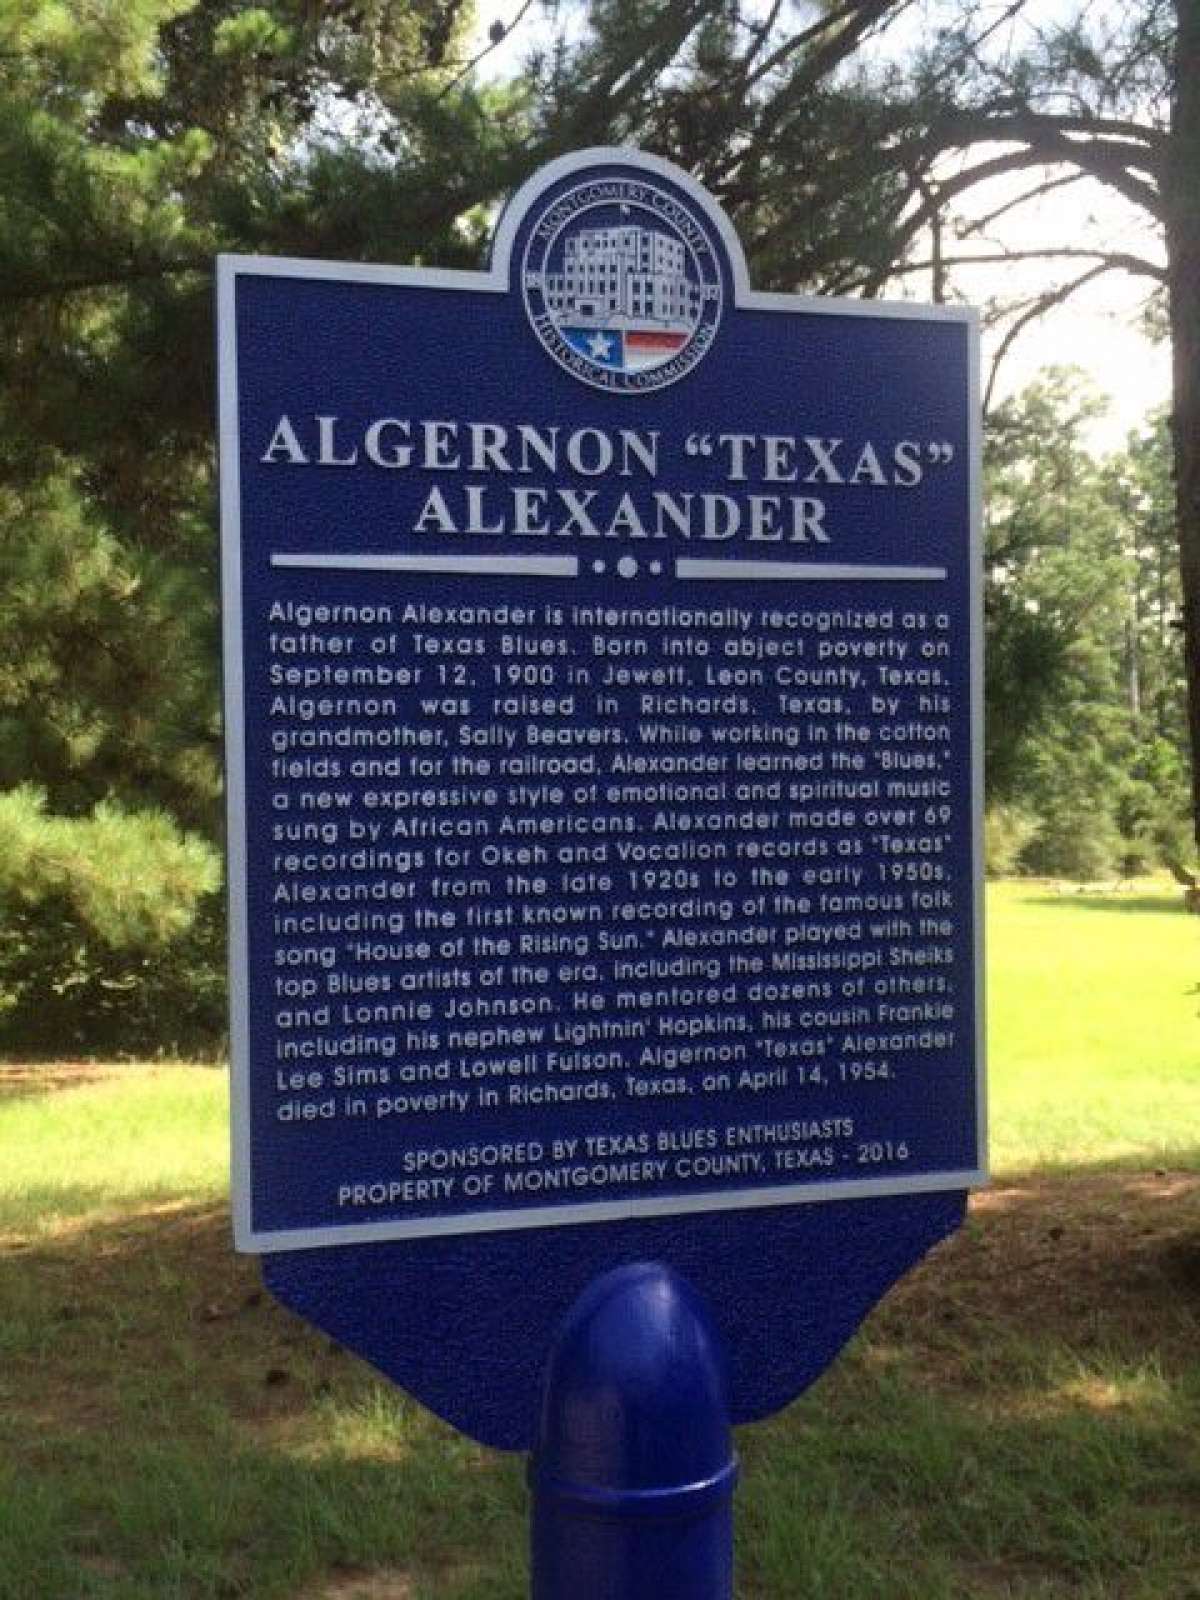 MONTGOMERY COUNTY
HISTORICAL COMMISSION
ALGERNON “TEXAS”
ALEXANDER
Algernon Alexander is internationally recognized as a
father of Texas Blues. Born into abject poverty on
September 12, 1900 in Jewett, Leon County, Texas,
Algernon was raised in Richards, Texas, by his
grandmother, Sally Beavers. While working in the cotton
fields and for the railroad, Alexander learned the "Blues,"
a new expressive style of emotional and spiritual music
sung by African Americans. Alexander made over 69
recordings for Okeh and Vocalion records as "Texas"
Alexander from the late 1920s to the early 1950s,
including the first known recording of the famous folk
song "House of the Rising Sun." Alexander played with the
top Blues artists of the era, including the Mississippi Sheiks
and Lonnie Johnson. He mentored dozens of others,
including his nephew Lightnin' Hopkins, his cousin Frankie
Lee Sims and Lowell Fulson. Algernon "Texas" Alexander
died in poverty in Richards, Texas, on April 14, 1954.
SPONSORED BY TEXAS BLUES ENTHUSIASTS
PROPERTY OF MONTGOMERY COUNTY, TEXAS - 2016